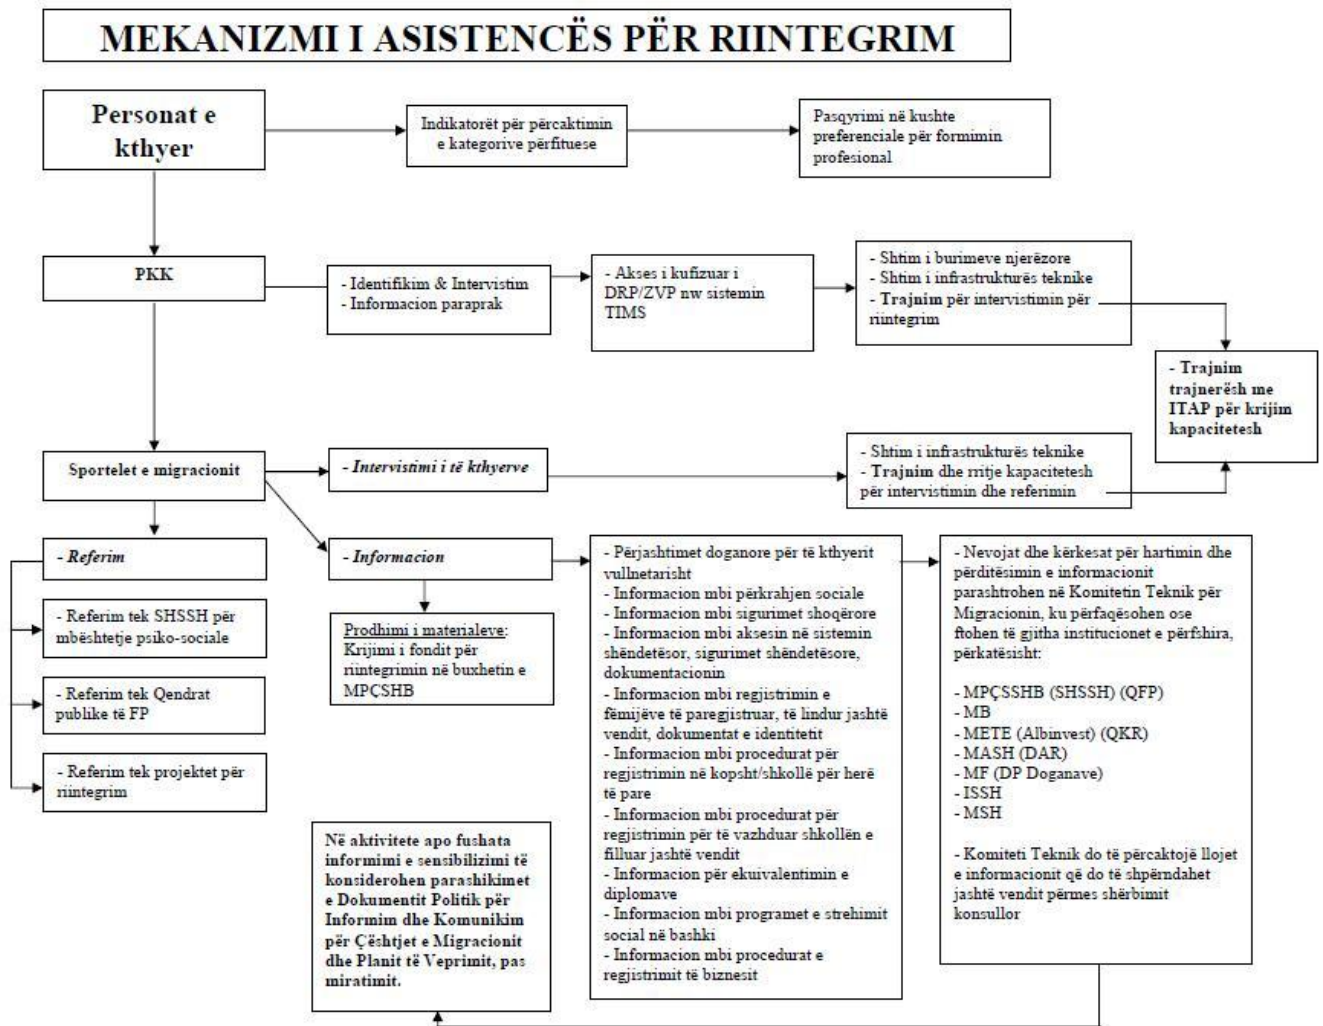 MEKANIZMI I ASISTENCËS PËR RIINTEGRIM
Personat e
kthyer
Indikatorët për përcaktimin
e kategorive përfituese
Pasqyrimi në kushte
preferenciale për formimin
profesional
PKK
- Identifikim & Intervistim
- Informacion paraprak
- Akses i kufizuar i
DRP/ZVP nw sistemin
TIMS
- Shtim i burimeve njerëzore
- Shtim i infrastrukturës teknike
- Trajnim për intervistimin për
riintegrim
- Trajnim
trajnerësh me
ITAP për krijim
kapacitetesh
Sportelet e migracionit
- Intervistimi i të kthyerve
- Shtim i infrastrukturës teknike
- Trajnim dhe rritje kapacitetesh
për intervistimin dhe referimin
- Referim
- Referim tek SHSSH për
mbështetje psiko-sociale
- Referim tek Qendrat
publike të FP
- Referim tek projektet për
riintegrim
- Informacion
Prodhimi i materialeve:
Krijimi i fondit për
riintegrimin në buxhetin e
MPÇSHB
- Përjashtimet doganore për të kthyerit
vullnetarisht
- Informacion mbi përkrahjen sociale
- Informacion mbi sigurimet shoqërore
- Informacion mbi aksesin në sistemin
shëndetësor, sigurimet shëndetësore,
dokumentacionin
- Informacion mbi regjistrimin e
fëmijëve të paregjistruar, të lindur jashtë
vendit, dokumentat e identitetit
- Informacion mbi procedurat për
regjistrimin në kopsht/shkollë për herë
të pare
- Informacion mbi procedurat për
regjistrimin për të vazhduar shkollën e
filluar jashtë vendit
- Informacion për ekuivalentimin e
diplomave
- Informacion mbi programet e strehimit
social në bashki
- Informacion mbi procedurat e
regjistrimit të biznesit
- Nevojat dhe kërkesat për hartimin dhe
përditësimin e informacionit
parashtrohen në Komitetin Teknik për
Migracionin, ku përfaqësohen ose
ftohen të gjitha institucionet e përfshira,
përkatësisht:
- MPÇSSHB (SHSSH) (QFP)
- MB
- METE (Albinvest) (QKR)
- MASH (DAR)
- MF (DP Doganave)
- ISSH
- MSH
- Komiteti Teknik do të përcaktojë llojet
e informacionit që do të shpërndahet
jashtë vendit përmes shërbimit
konsullor
Në aktivitete apo fushata
informimi e sensibilizimi të
konsiderohen parashikimet
e Dokumentit Politik për
Informim dhe Komunikim
për Çështjet e Migracionit
dhe Planit të Veprimit, pas
miratimit.